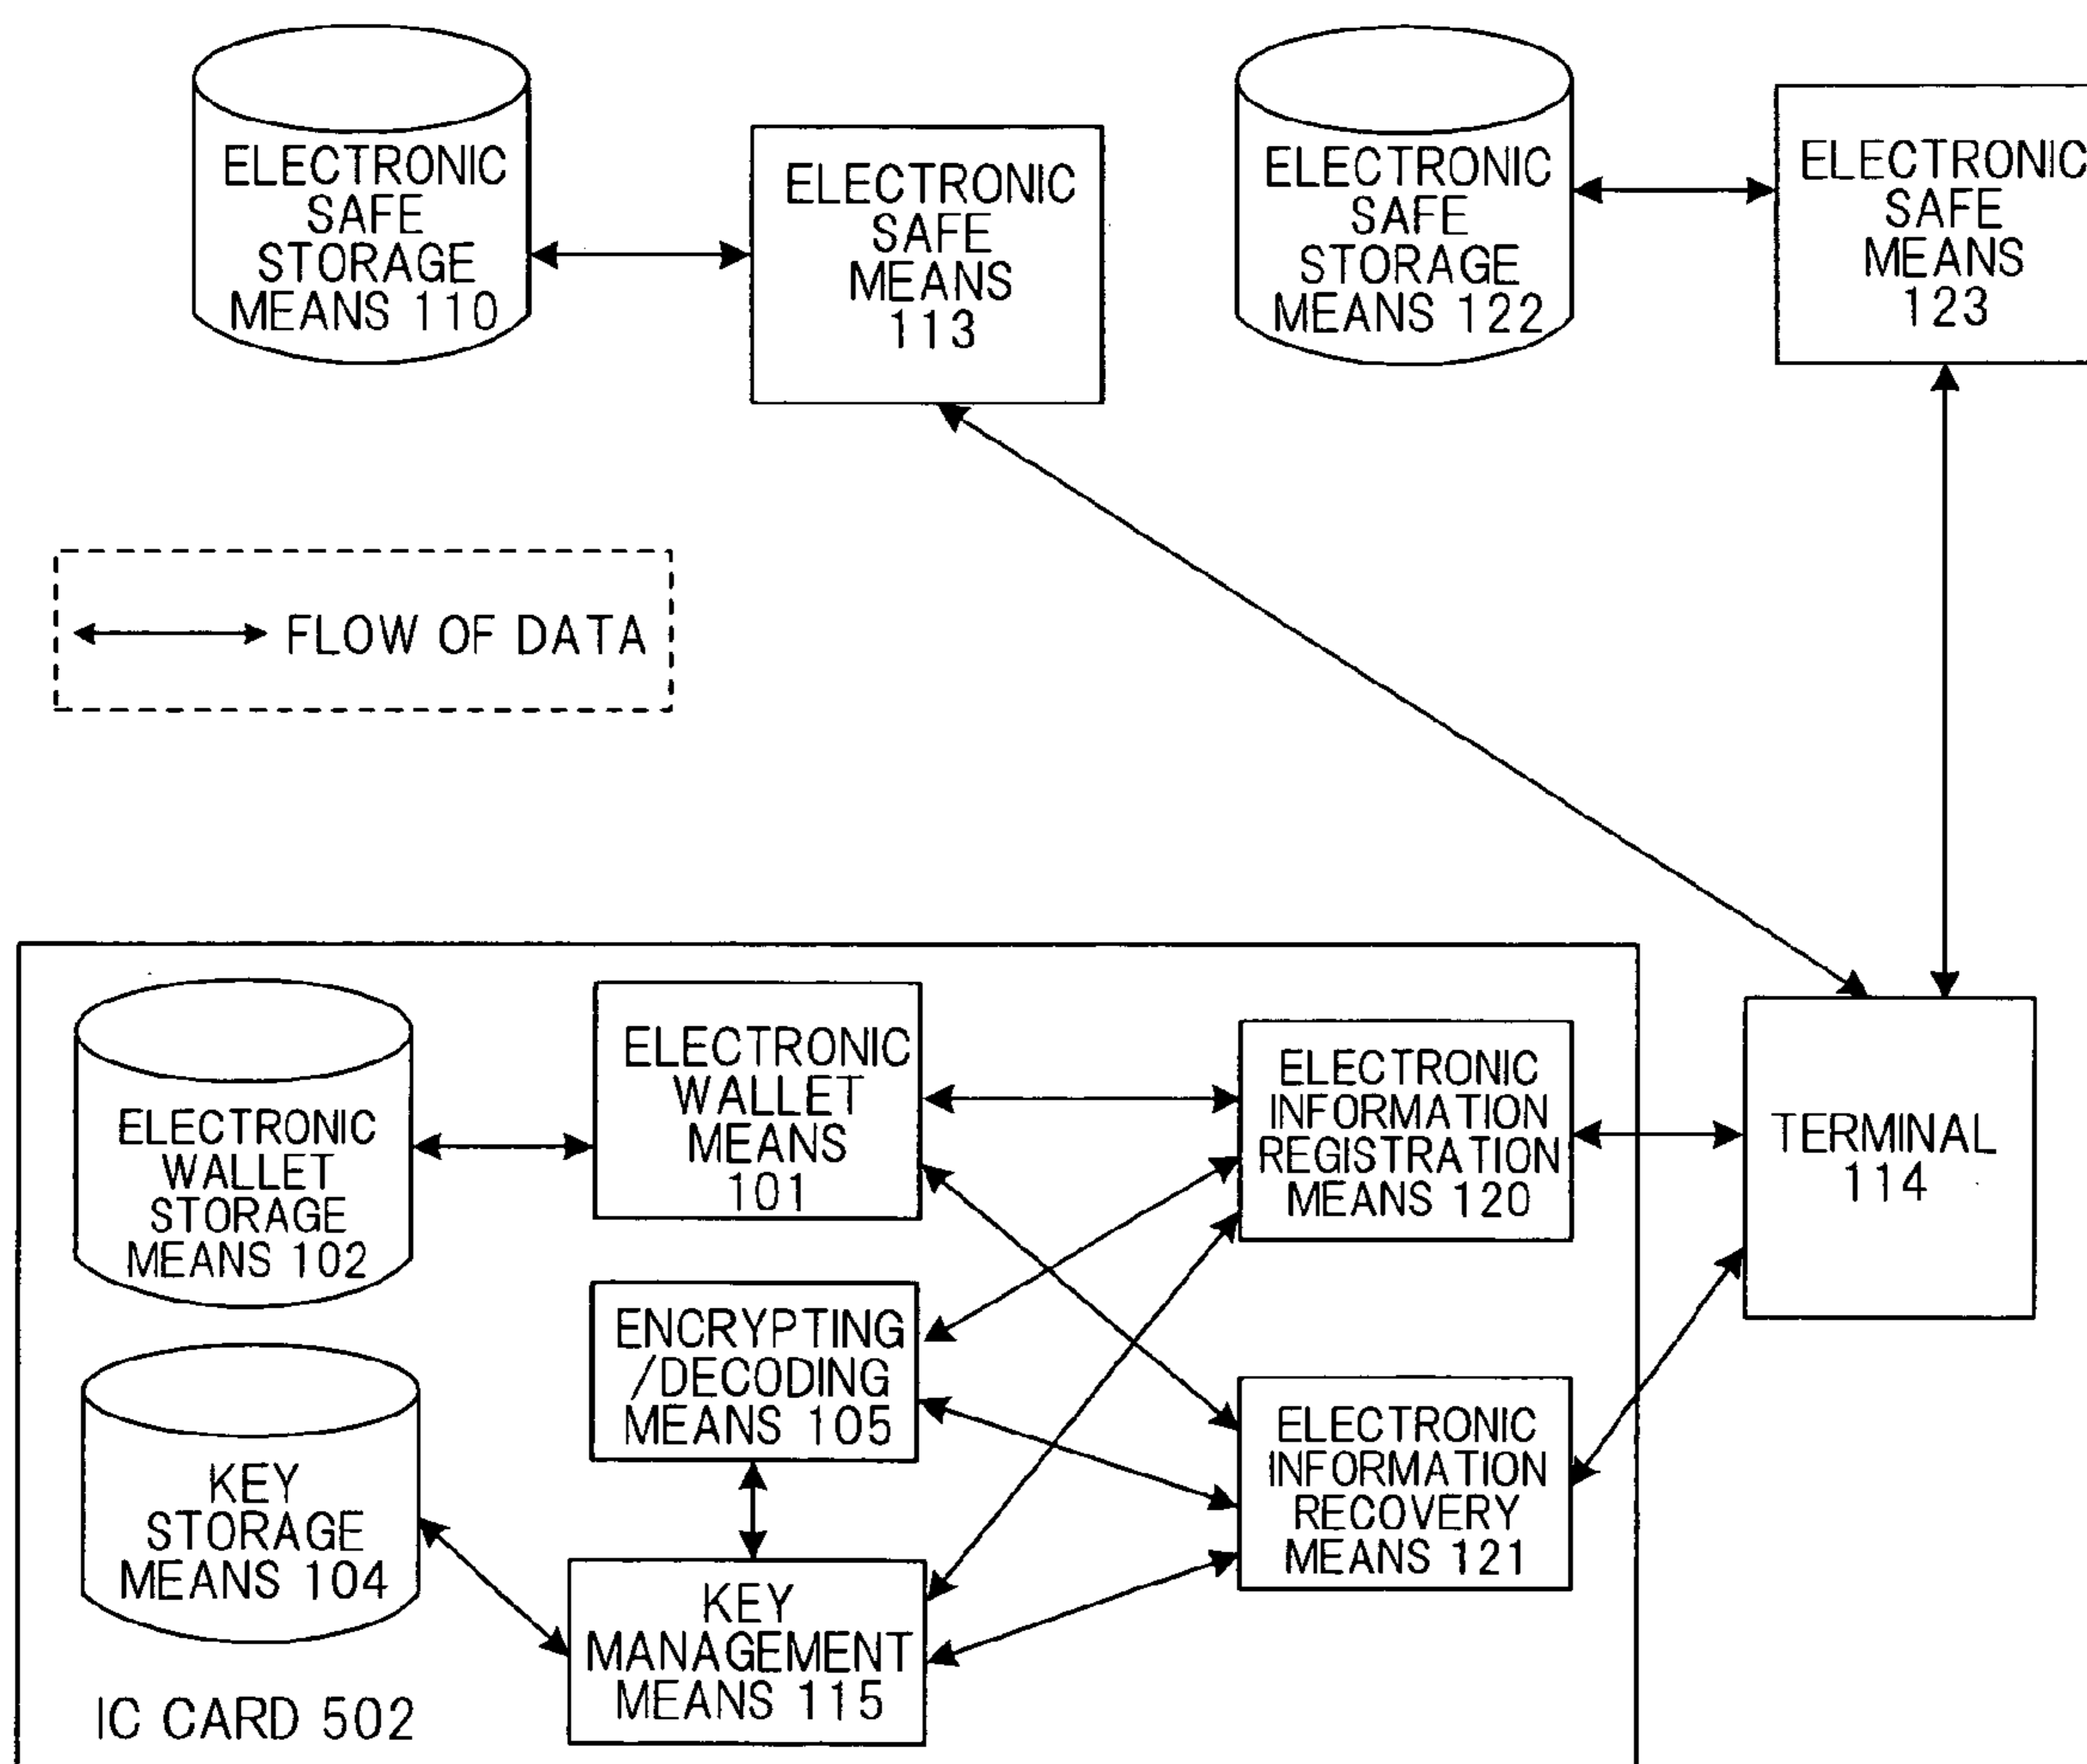 ELECTRONIC
SAFE
STORAGE
MEANS 110
ELECTRONIC
SAFE
MEANS
113
ELECTRONIC
SAFE
STORAGE
MEANS 122
ELECTRONIC
SAFE
MEANS
123
FLOW OF DATA
ELECTRONIC
WALLET
STORAGE
MEANS 102
ELECTRONIC
WALLET
MEANS
101
ELECTRONIC
INFORMATION
REGISTRATION
MEANS 120
TERMINAL
114
ENCRYPTING
/DECODING
MEANS 105
KEY
STORAGE
MEANS 104
ELECTRONIC
INFORMATION
RECOVERY
MEANS 121
KEY
MANAGEMENT
MEANS 115
IC CARD 502